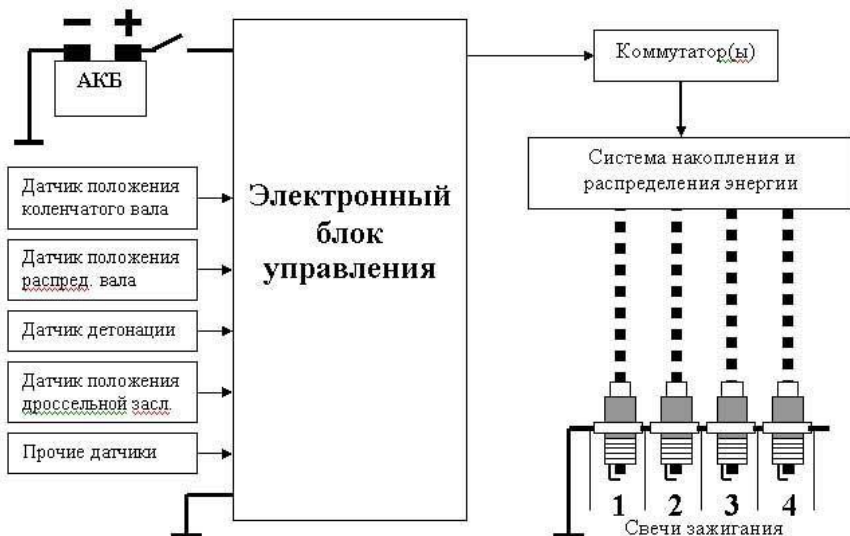 − +
АКБ
Датчик положения
коленчатого вала
Датчик положения
распред. вала
Датчик детонации
Датчик положения
дроссельной засл.
Прочие датчики
Электронный
блок
управления
Коммутатор(ы)
Система накопления и
распределения энергии
1 2 3 4
Свечи зажигания